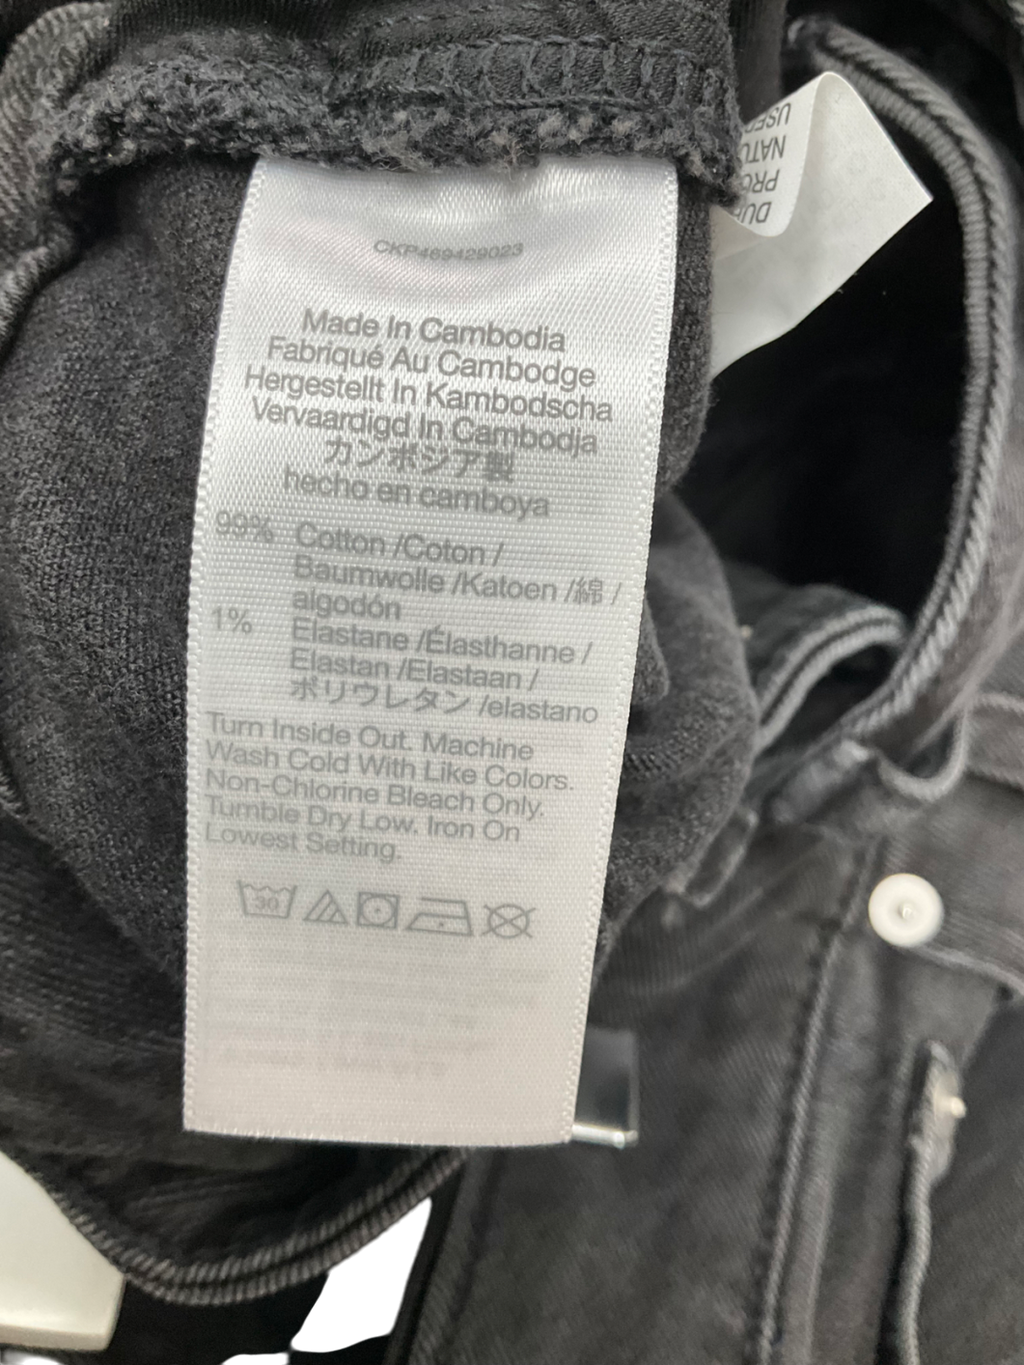 CKP469429023
Made In Cambodia
Fabriqué Au Cambodge
Hergestellt In Kambodscha
Vervaardigd In Cambodja
カンボジア製
hecho en camboya
99% Cotton /Coton /
Baumwolle /Katoen /綿 /
algodón
1% Elastane /Élasthanne /
Elastan /Elastaan /
ポリウレタン /elastano
Turn Inside Out. Machine
Wash Cold With Like Colors.
Non-Chlorine Bleach Only.
Tumble Dry Low. Iron On
Lowest Setting.
30